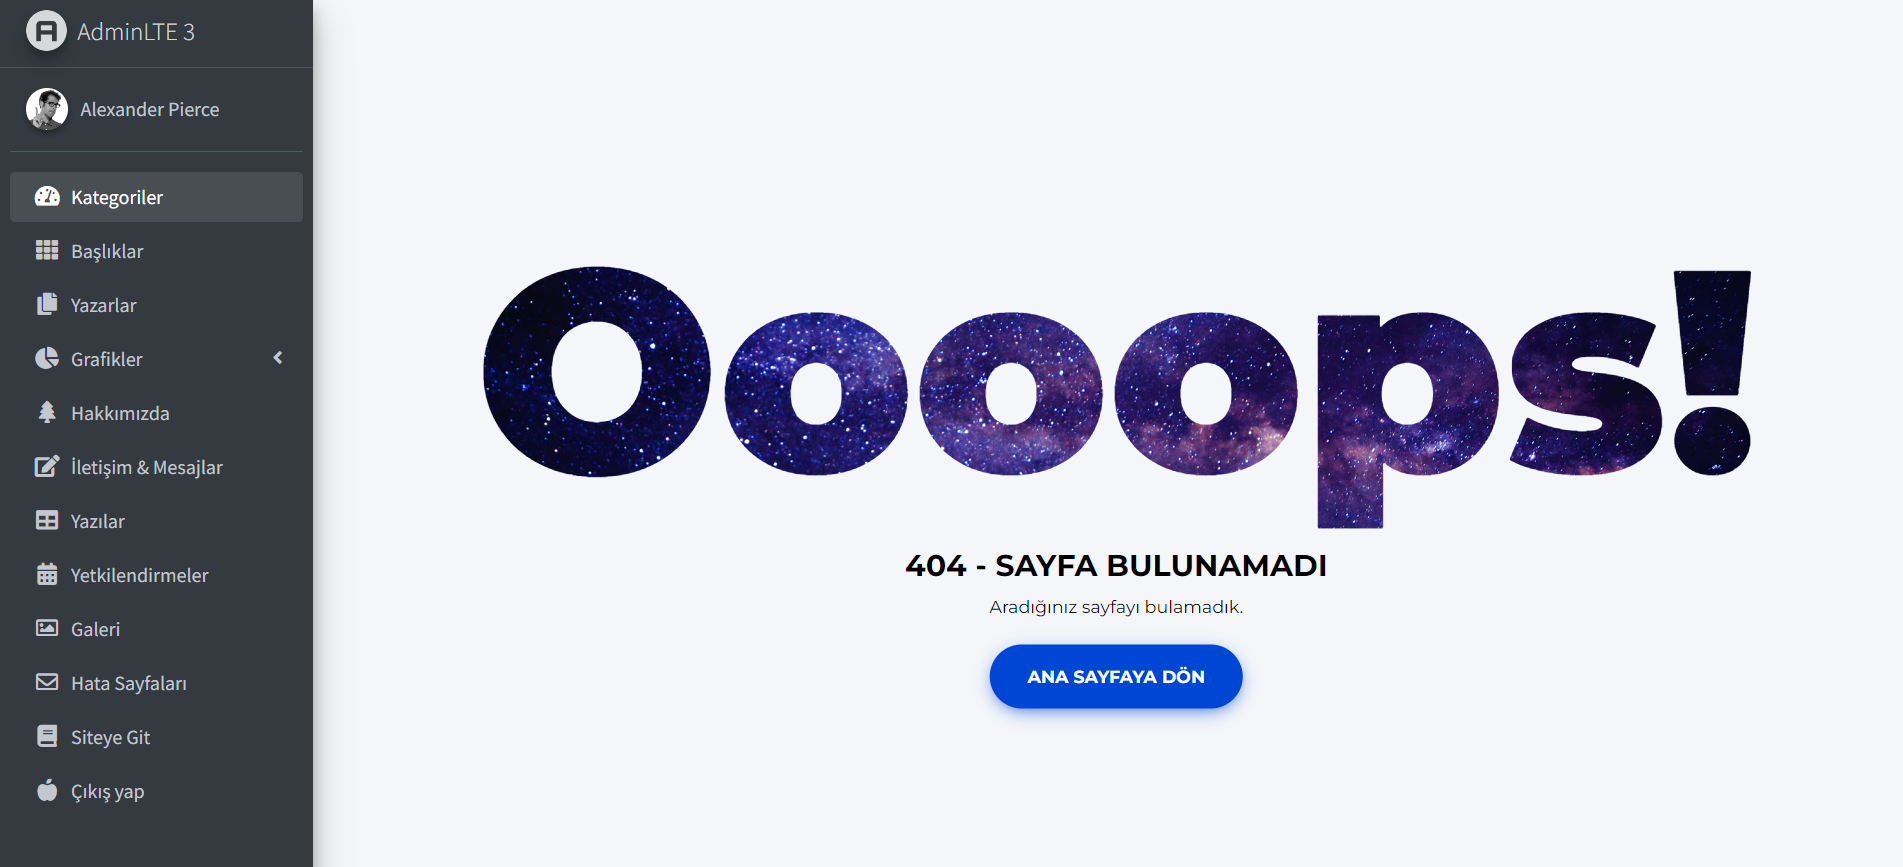 AdminLTE 3
Alexander Pierce
Kategoriler
Başlıklar
Yazarlar
Grafikler
Hakkımızda
İletişim & Mesajlar
Yazılar
Yetkilendirmeler
Galeri
Hata Sayfaları
Siteye Git
Çıkış yap
Oooops!
404 - SAYFA BULUNAMADI
Aradığınız sayfayı bulamadık.
ANA SAYFAYA DÖN